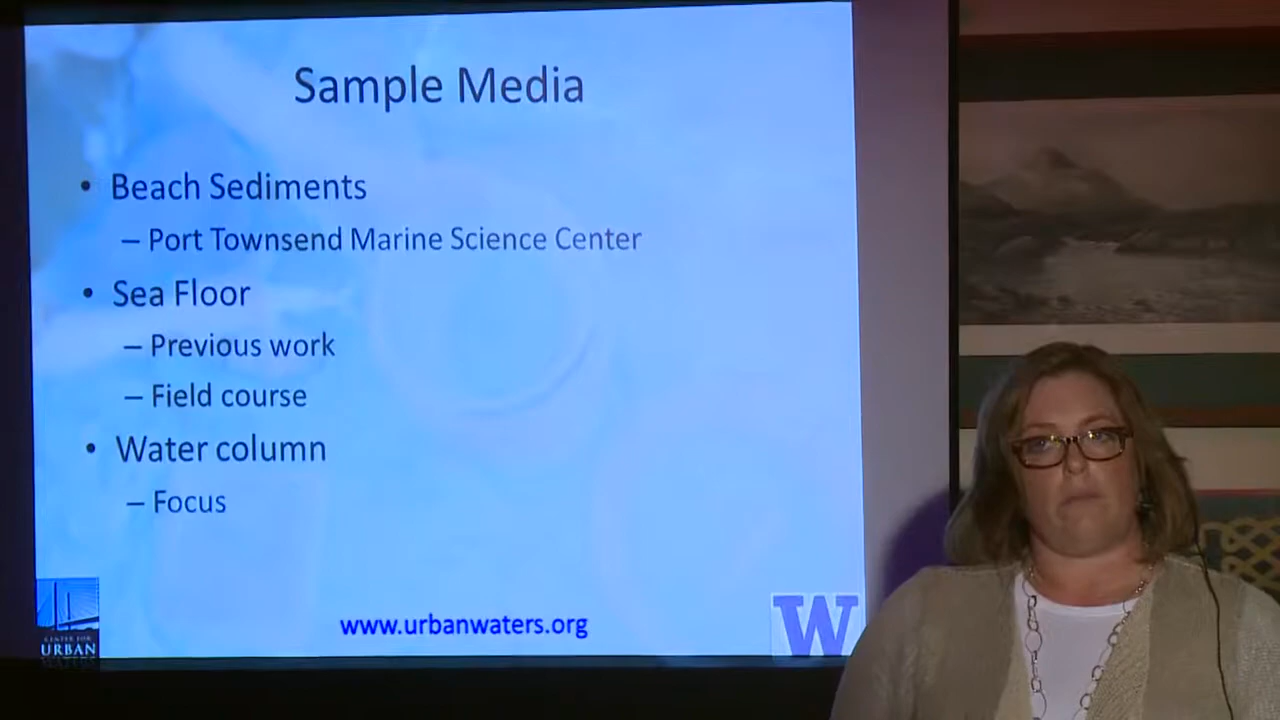 Sample Media
• Beach Sediments
– Port Townsend Marine Science Center
• Sea Floor
– Previous work
– Field course
• Water column
– Focus
www.urbanwaters.org
CENTER FOR
URBAN
WATERS
W